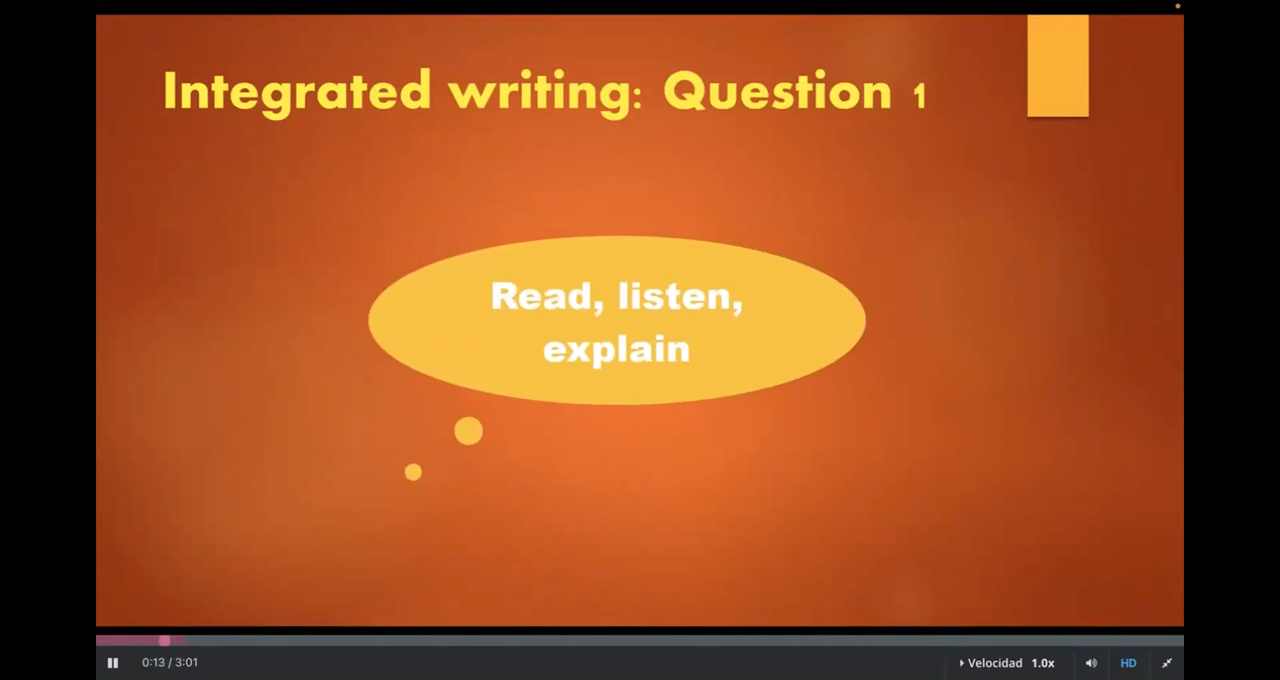 Integrated writing: Question 1
Read, listen,
explain
0:13 / 3:01
Velocidad 1.0x
HD